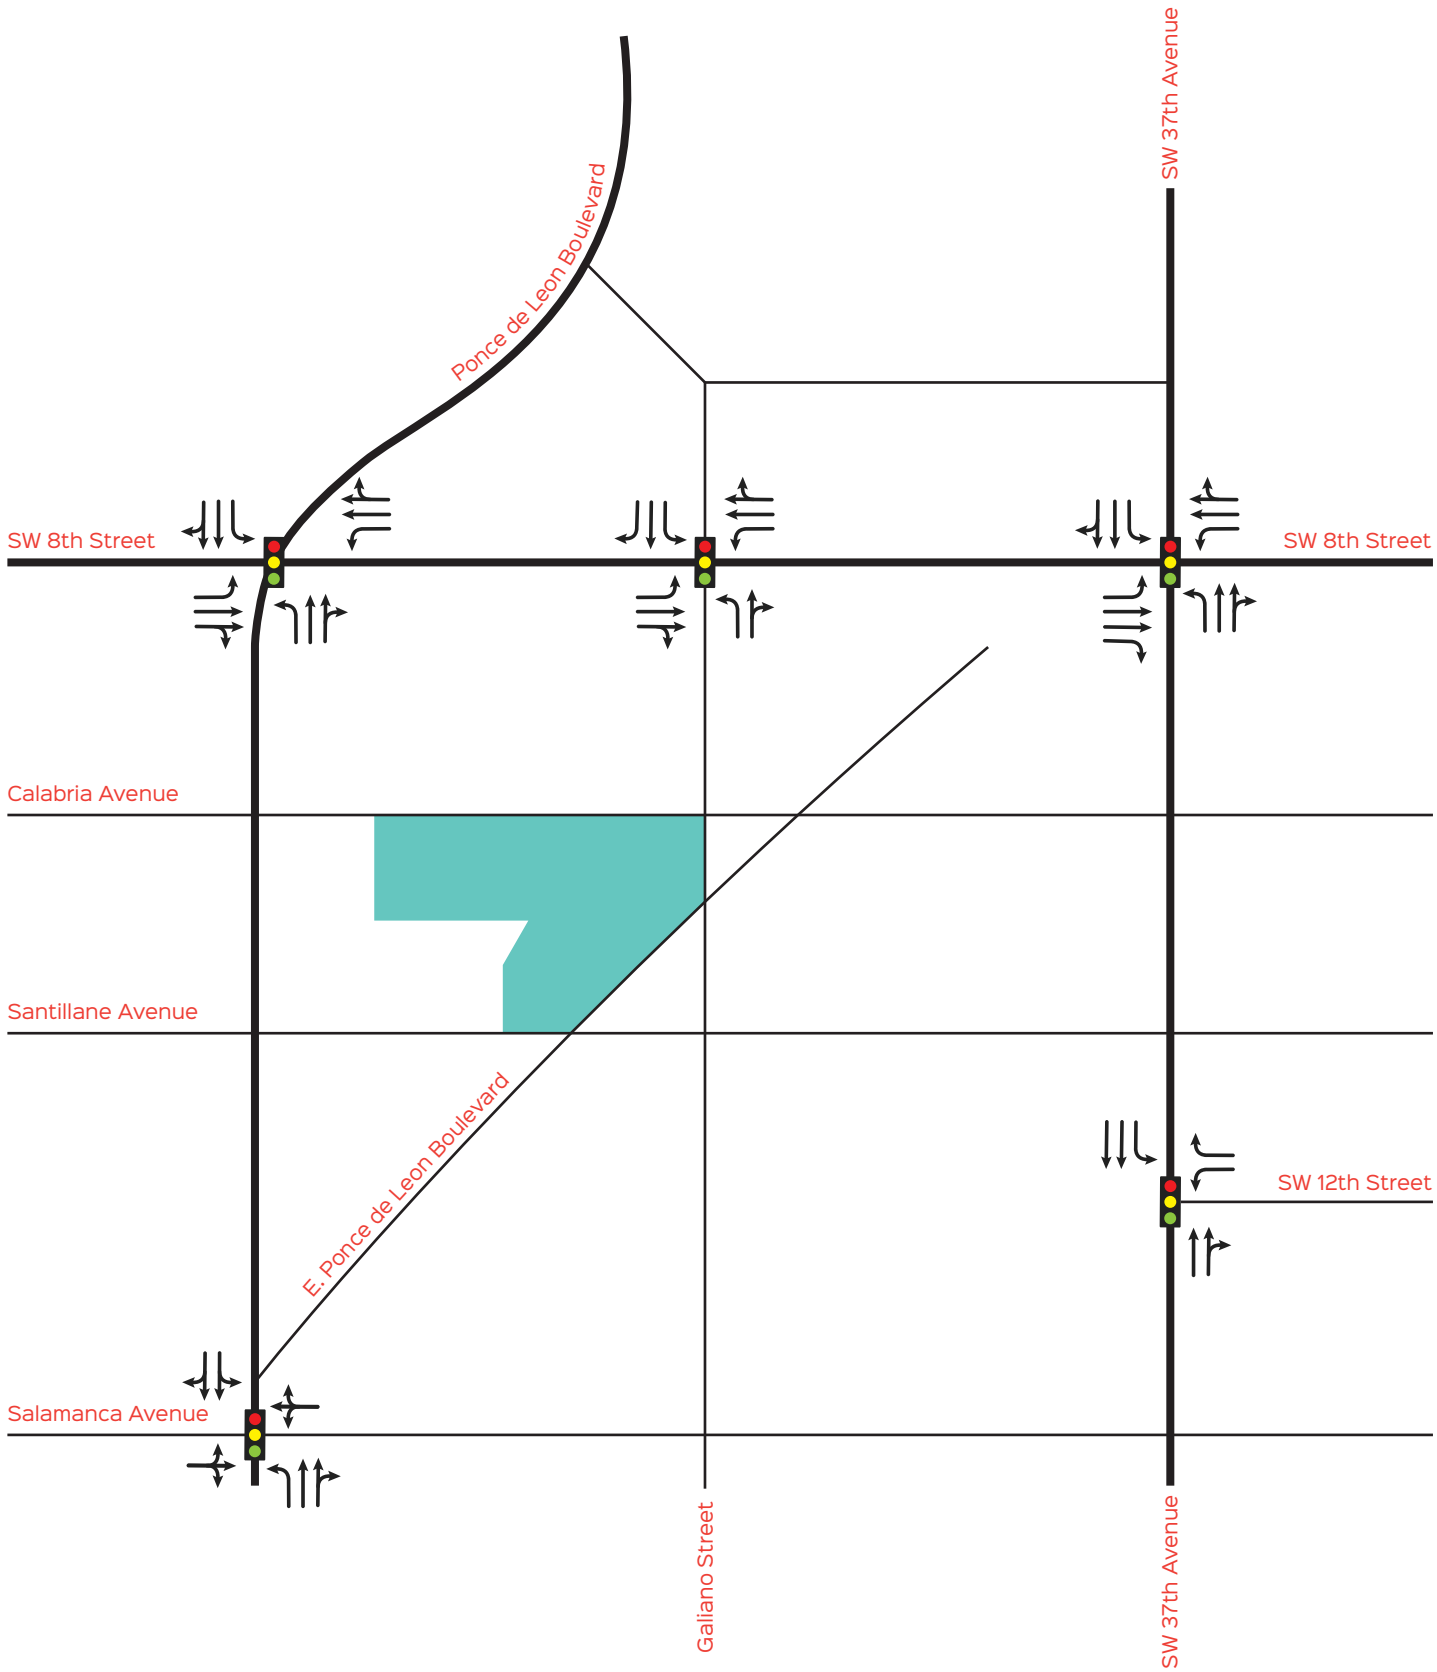 SW 37th Avenue
Ponce de Leon Boulevard
SW 8th Street
SW 8th Street
Calabria Avenue
Santillane Avenue
E. Ponce de Leon Boulevard
SW 12th Street
Salamanca Avenue
Galiano Street
SW 37th Avenue